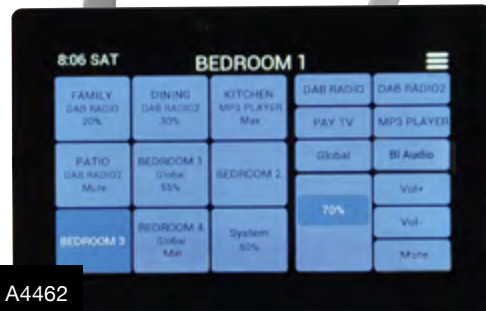 8:06 SAT
BEDROOM 1
FAMILY
DAB RADIO
20%
DINING
DAB RADIO2
30%
KITCHEN
MP3 PLAYER
Max
DAB RADIO
DAB RADIO2
PAY TV
MP3 PLAYER
PATIO
DAB RADIO2
Mute
BEDROOM 1
Global
55%
BEDROOM 2
Global
Bl Audio
70%
Vol+
Vol-
Mute
BEDROOM 3
BEDROOM 4
Global
Min
System
50%
A4462